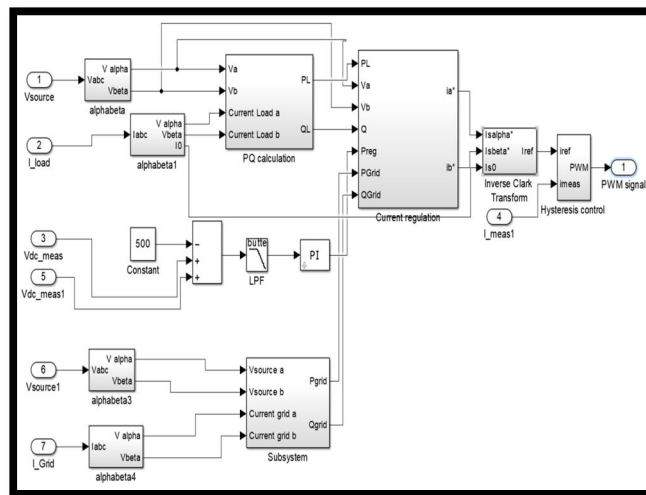 1
Vsource
Vabc
V alpha
Vbeta
alphabeta
2
I_load
Iabc
V alpha
Vbeta
I0
alphabeta1
Va
Vb
Current Load a
Current Load b
PL
QL
PQ calculation
PL
Va
Vb
Q
Preg
PGrid
QGrid
ia*
ib*
Current regulation
Isalpha*
Isbeta*
Is0
Iref
Inverse Clark
Transform
iref
PWM
imeas
Hysteresis control
1
PWM signal
4
I_meas1
3
Vdc_meas
5
Vdc_meas1
500
Constant
−
+
+
butte
LPF
PI
6
Vsource1
Vabc
V alpha
Vbeta
alphabeta3
7
I_Grid
Iabc
V alpha
Vbeta
alphabeta4
Vsource a
Vsource b
Current grid a
Current grid b
Pgrid
Qgrid
Subsystem